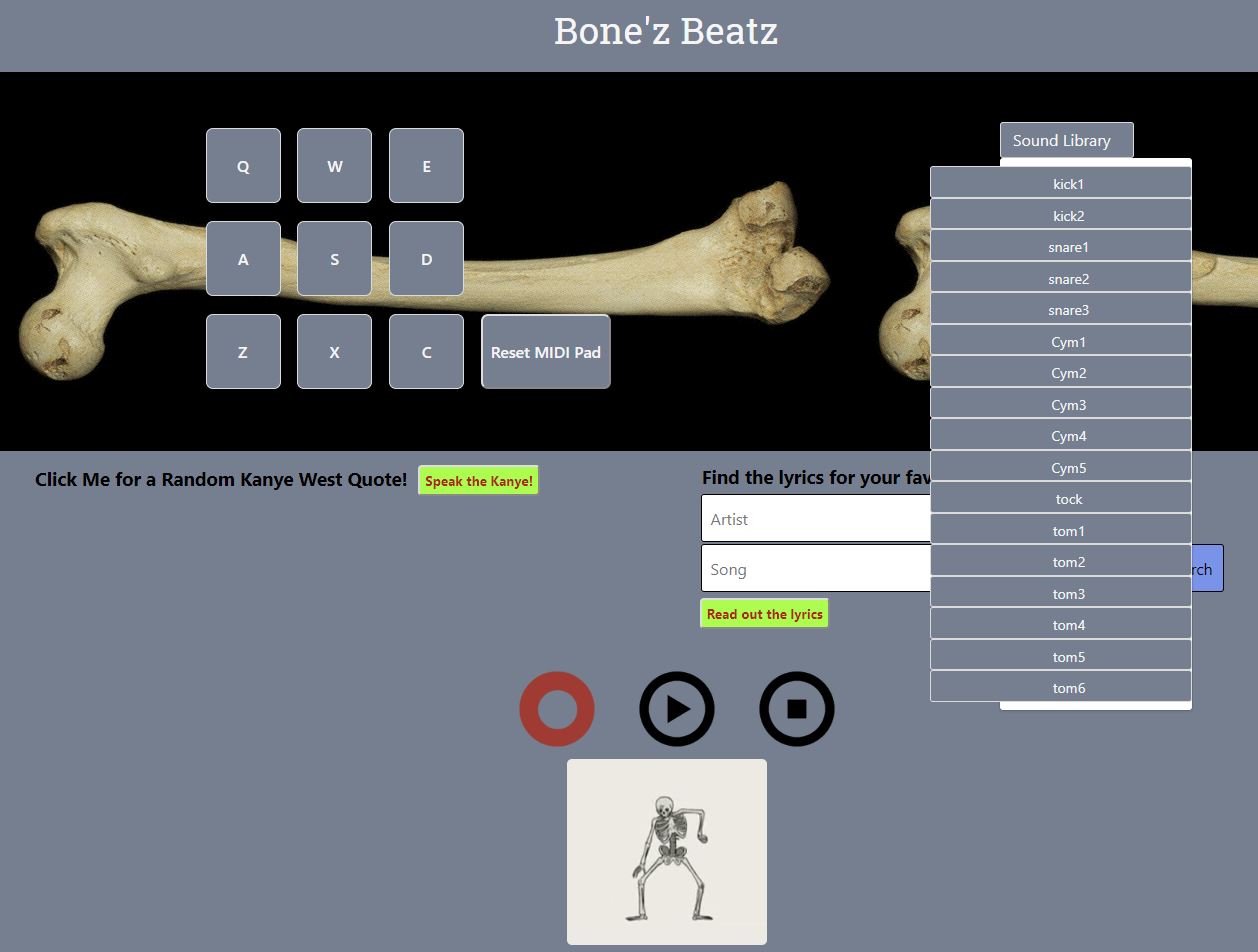 Bone'z Beatz
Sound Library
Q W E
A S D
Z X C Reset MIDI Pad
kick1
kick2
snare1
snare2
snare3
Cym1
Cym2
Cym3
Cym4
Cym5
tock
tom1
tom2
tom3
tom4
tom5
tom6
Click Me for a Random Kanye West Quote! Speak the Kanye!
Find the lyrics for your fav
Artist
Song
rch
Read out the lyrics